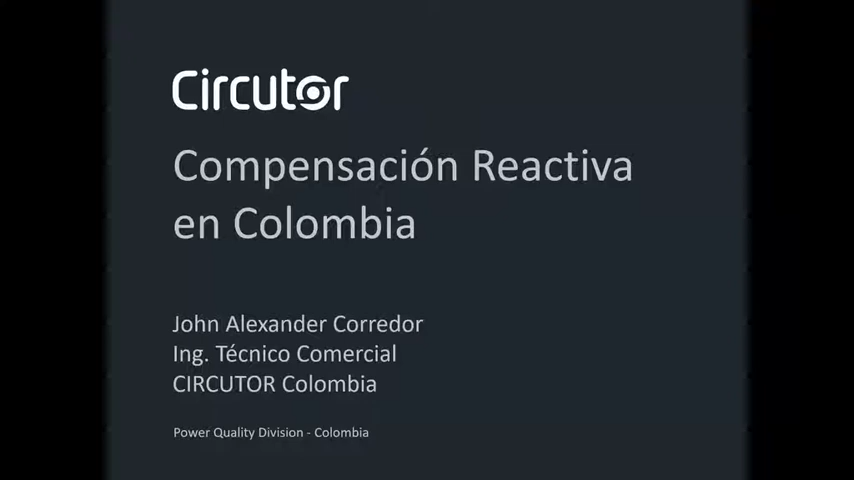 Circutor
Compensación Reactiva
en Colombia
John Alexander Corredor
Ing. Técnico Comercial
CIRCUTOR Colombia
Power Quality Division - Colombia